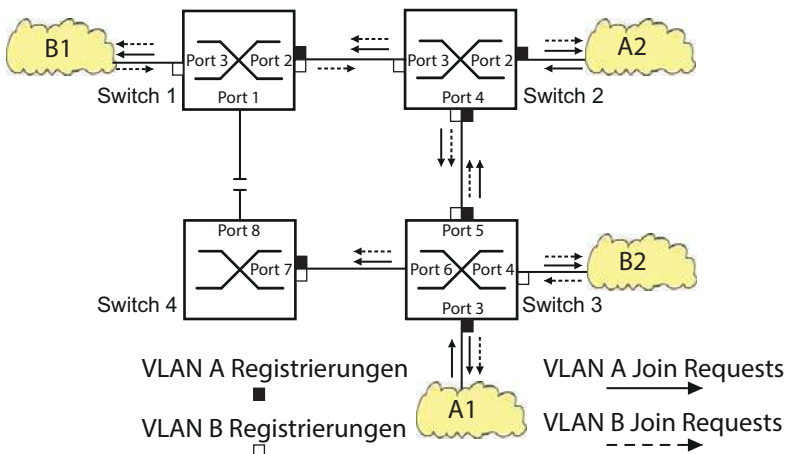 B1
Port 3
Port 2
Port 1
Switch 1
Port 3
Port 2
Port 4
Switch 2
A2
Port 8
Port 7
Switch 4
Port 5
Port 6
Port 4
Port 3
Switch 3
B2
A1
VLAN A Registrierungen
VLAN B Registrierungen
VLAN A Join Requests
VLAN B Join Requests